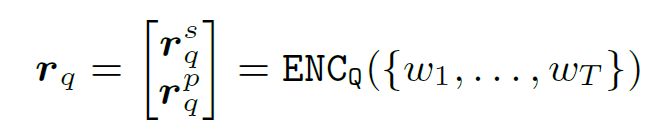 r_q = [r_q^s r_q^p] = ENC_Q({w_1, . . . , w_T})